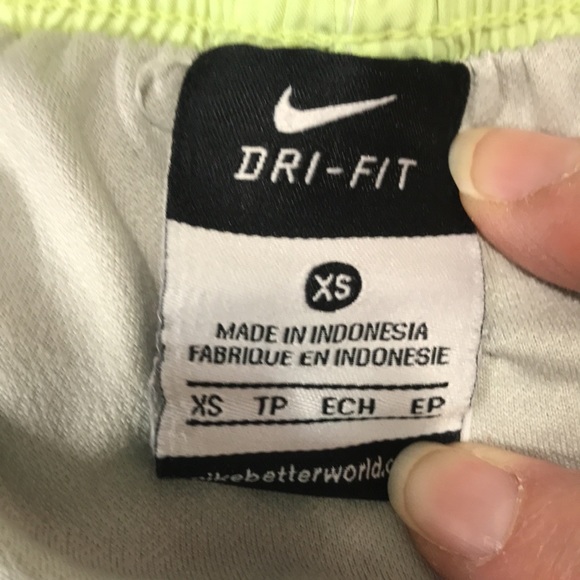 DRI-FIT
XS
MADE IN INDONESIA
FABRIQUE EN INDONESIE
XS TP ECH EP